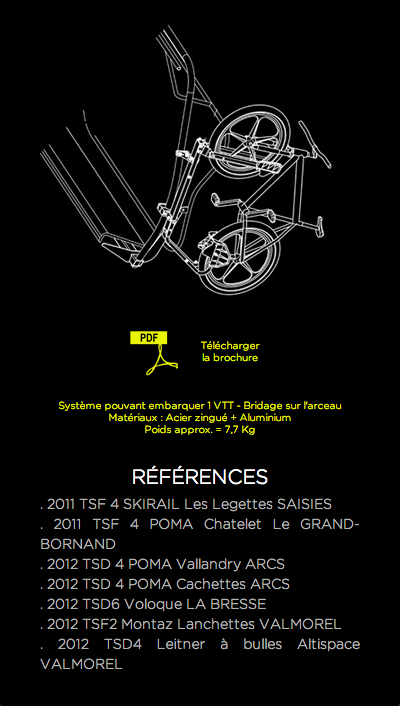 PDF
Télécharger
la brochure
Système pouvant embarquer 1 VTT - Bridage sur l'arceau
Matériaux : Acier zingué + Aluminium
Poids approx. = 7,7 Kg
RÉFÉRENCES
. 2011 TSF 4 SKIRAIL Les Legettes SAISIES
. 2011 TSF 4 POMA Chatelet Le GRAND-
BORNAND
. 2012 TSD 4 POMA Vallandry ARCS
. 2012 TSD 4 POMA Cachettes ARCS
. 2012 TSD6 Voloque LA BRESSE
. 2012 TSF2 Montaz Lanchettes VALMOREL
. 2012 TSD4 Leitner à bulles Altispace
VALMOREL